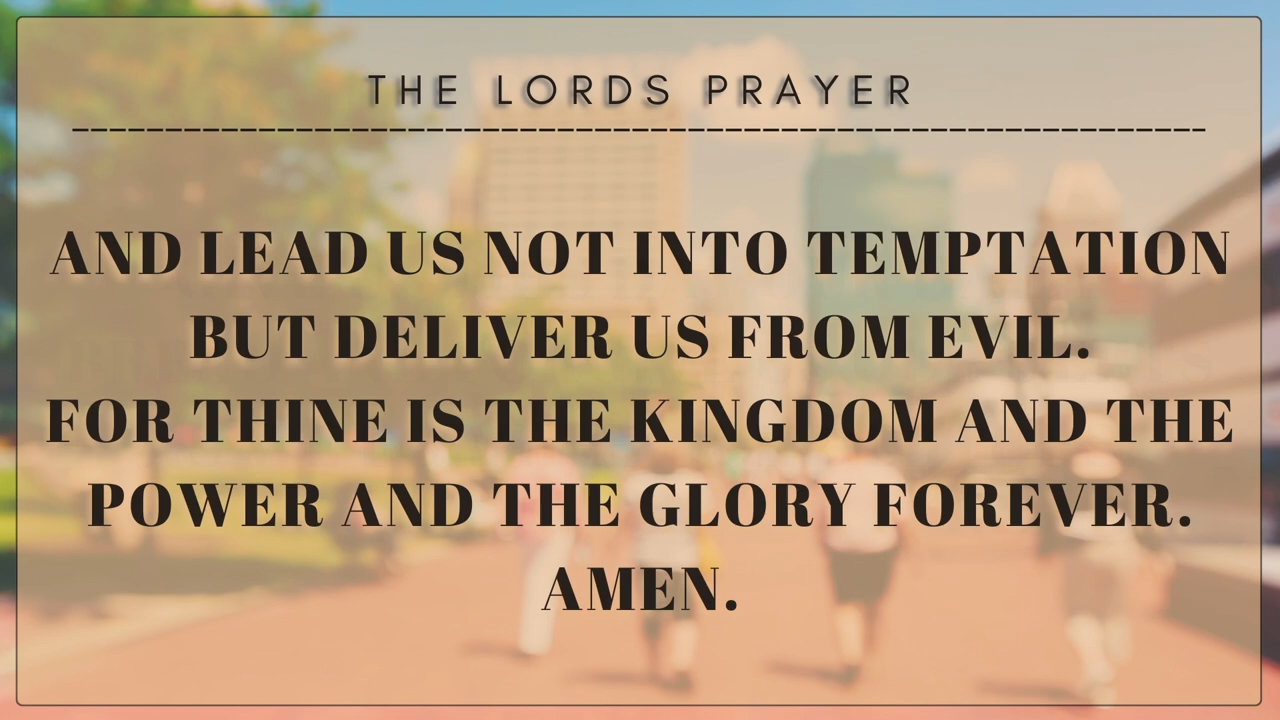 THE LORDS PRAYER
AND LEAD US NOT INTO TEMPTATION
BUT DELIVER US FROM EVIL.
FOR THINE IS THE KINGDOM AND THE
POWER AND THE GLORY FOREVER.
AMEN.